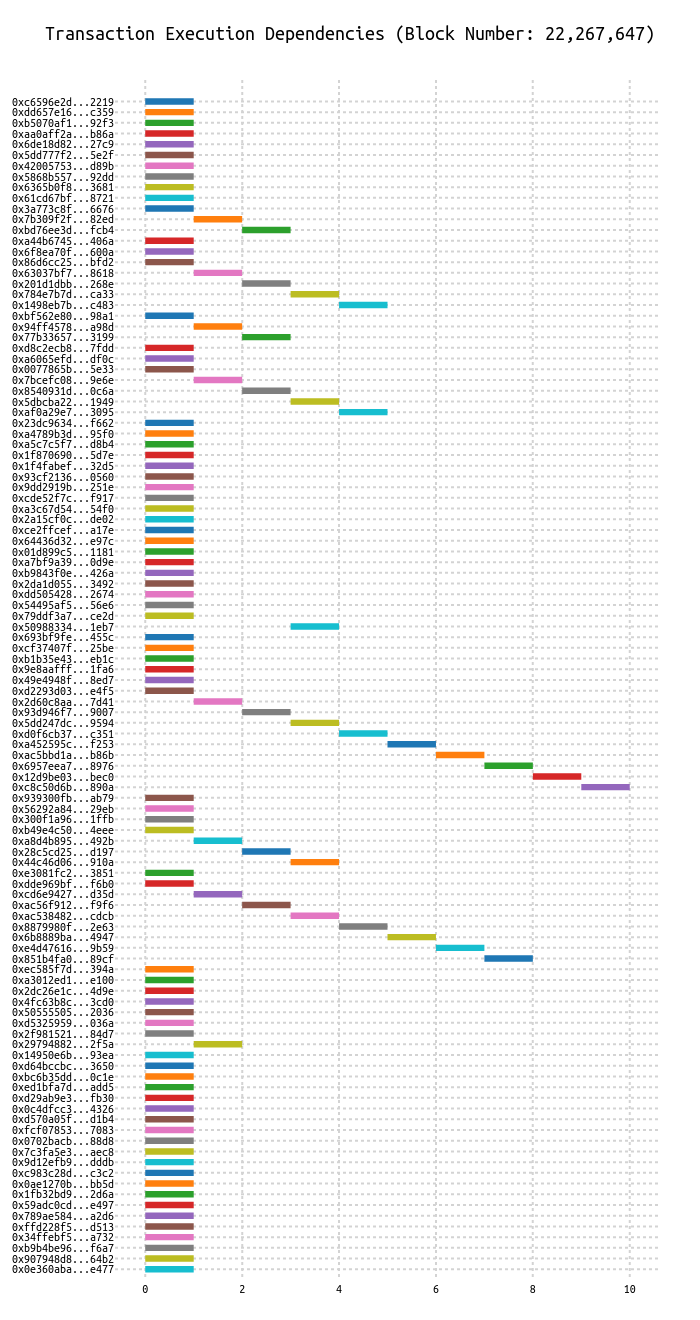 Transaction Execution Dependencies (Block Number: 22,267,647)
0xc6596e2d...2219
0xdd657e16...c359
0xb5070af1...92f3
0xaa0aff2a...b86a
0x6de18d82...27c9
0x5dd777f2...5e2f
0x42005753...d89b
0x5868b557...92dd
0x6365b0f8...3681
0x61cd67bf...8721
0x3a773c8f...6676
0x7b309f2f...82ed
0xbd76ee3d...fcb4
0xa44b6745...406a
0x6f8ea70f...600a
0x86d6cc25...bfd2
0x63037bf7...8618
0x201d1dbb...268e
0x784e7b7d...ca33
0x1498eb7b...c483
0xbf562e80...98a1
0x94ff4578...a98d
0x77b33657...3199
0xd8c2ecb8...7fdd
0xa6065efd...df0c
0x0077865b...5e33
0x7bcefc08...9e6e
0x8540931d...0c6a
0x5dbcba22...1949
0xaf0a29e7...3095
0x23dc9634...f662
0xa4789b3d...95f0
0xa5c7c5f7...d8b4
0x1f870690...5d7e
0x1f4fabef...32d5
0x93cf2136...0560
0x9dd2919b...251e
0xcde52f7c...f917
0xa3c67d54...54f0
0x2a15cf0c...de02
0xce2ffcef...a17e
0x64436d32...e97c
0x01d899c5...1181
0xa7bf9a39...0d9e
0xb9843f0e...426a
0x2da1d055...3492
0xdd505428...2674
0x54495af5...56e6
0x79ddf3a7...ce2d
0x50988334...1eb7
0x693bf9fe...455c
0xcf37407f...25be
0xb1b35e43...eb1c
0x9e8aafff...1fa6
0x49e4948f...8ed7
0xd2293d03...e4f5
0x2d60c8aa...7d41
0x93d946f7...9007
0x5dd247dc...9594
0xd0f6cb37...c351
0xa452595c...f253
0xac5bbd1a...b86b
0x6957eea7...8976
0x12d9be03...bec0
0xc8c50d6b...890a
0x939300fb...ab79
0x56292a84...29eb
0x300f1a96...1ffb
0xb49e4c50...4eee
0xa8d4b895...492b
0x28c5cd25...d197
0x44c46d06...910a
0xe3081fc2...3851
0xdde969bf...f6b0
0xcd6e9427...d35d
0xac56f912...f9f6
0xac538482...cdcb
0x8879980f...2e63
0x6b8889ba...4947
0xe4d47616...9b59
0x851b4fa0...89cf
0xec585f7d...394a
0xa3012ed1...e100
0x2dc26e1c...4d9e
0x4fc63b8c...3cd0
0x50555505...2036
0xd5325959...036a
0x2f981521...84d7
0x29794882...2f5a
0x14950e6b...93ea
0xd64bccbc...3650
0xbc6b35dd...0c1e
0xed1bfa7d...add5
0xd29ab9e3...fb30
0x0c4dfcc3...4326
0xd570a05f...d1b4
0xfcf07853...7083
0x0702bacb...88d8
0x7c3fa5e3...aec8
0x9d12efb9...dddb
0xc983c28d...c3c2
0x0ae1270b...bb5d
0x1fb32bd9...2d6a
0x59adc0cd...e497
0x789ae584...a2d6
0xffd228f5...d513
0x34ffebf5...a732
0xb9b4be96...f6a7
0x907948d8...64b2
0x0e360aba...e477
0 2 4 6 8 10